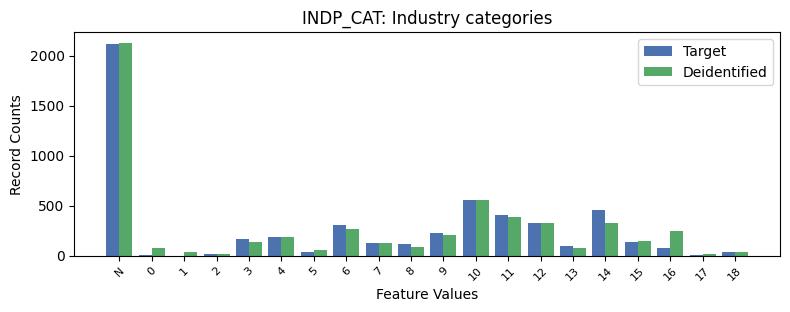 INDP_CAT: Industry categories
Target
Deidentified
Record Counts
2000
1500
1000
500
0
N 0 1 2 3 4 5 6 7 8 9 10 11 12 13 14 15 16 17 18
Feature Values